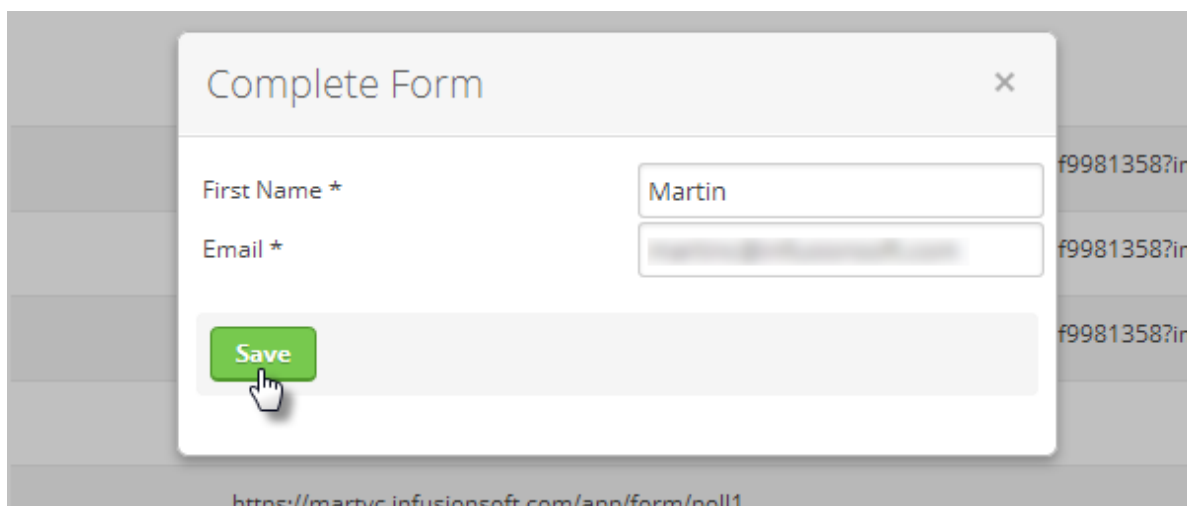 Complete Form ×
f9981358?in
First Name * Martin
Email *
f9981358?in
f9981358?in
Save
https://martyc.infusionsoft.com/app/form/poll1